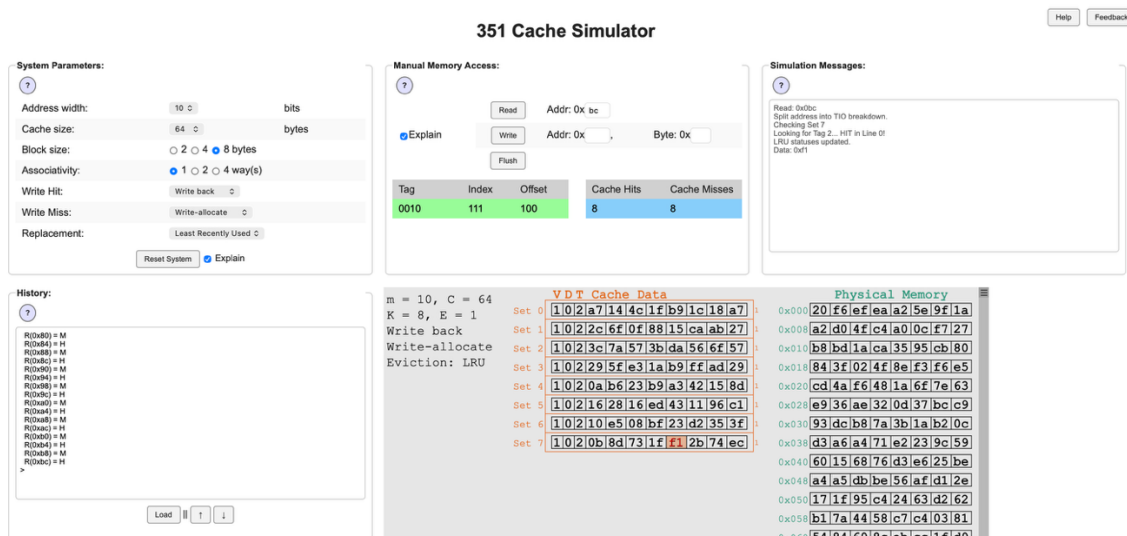 Help Feedback
351 Cache Simulator
System Parameters:
?
Address width: 10 bits
Cache size: 64 bytes
Block size: 2 4 8 bytes
Associativity: 1 2 4 way(s)
Write Hit: Write back
Write Miss: Write-allocate
Replacement: Least Recently Used
Reset System Explain
Manual Memory Access:
?
Read Addr: 0x bc
Explain Write Addr: 0x , Byte: 0x
Flush
Tag Index Offset Cache Hits Cache Misses
0010 111 100 8 8
Simulation Messages:
?
Read: 0x0bc
Split address into TIO breakdown.
Checking Set 7
Looking for Tag 2... HIT in Line 0!
LRU statuses updated.
Data: 0xf1
History:
?
R(0x80) = M
R(0x84) = H
R(0x88) = M
R(0x8c) = H
R(0x90) = M
R(0x94) = H
R(0x98) = M
R(0x9c) = H
R(0xa0) = M
R(0xa4) = H
R(0xa8) = M
R(0xac) = H
R(0xb0) = M
R(0xb4) = H
R(0xb8) = M
R(0xbc) = H
>
Load || ↑ ↓
m = 10, C = 64
K = 8, E = 1
Write back
Write-allocate
Eviction: LRU
V D T Cache Data
Set 0 1 0 2 a7 14 4c 1f b9 1c 18 a7 1
Set 1 1 0 2 2c 6f 0f 88 15 ca ab 27 1
Set 2 1 0 2 3c 7a 57 3b da 56 6f 57 1
Set 3 1 0 2 29 5f e3 1a b9 ff ad 29 1
Set 4 1 0 2 0a b6 23 b9 a3 42 15 8d 1
Set 5 1 0 2 16 28 16 ed 43 11 96 c1 1
Set 6 1 0 2 10 e5 08 bf 23 d2 35 3f 1
Set 7 1 0 2 0b 8d 73 1f f1 2b 74 ec 1
Physical Memory
0x000 20 f6 ef ea a2 5e 9f 1a
0x008 a2 d0 4f c4 a0 0c f7 27
0x010 b8 bd 1a ca 35 95 cb 80
0x018 84 3f 02 4f 8e f3 f6 e5
0x020 cd 4a f6 48 1a 6f 7e 63
0x028 e9 36 ae 32 0d 37 bc c9
0x030 93 dc b8 7a 3b 1a b2 0c
0x038 d3 a6 a4 71 e2 23 9c 59
0x040 60 15 68 76 d3 e6 25 be
0x048 a4 a5 db be 56 af d1 2e
0x050 17 1f 95 c4 24 63 d2 62
0x058 b1 7a 44 58 c7 c4 03 81